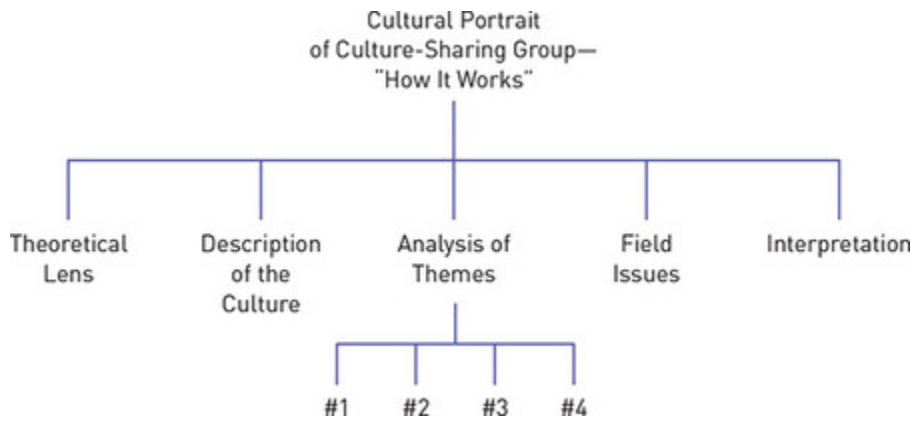 Cultural Portrait
of Culture-Sharing Group—
"How It Works"
Theoretical
Lens
Description
of the
Culture
Analysis of
Themes
Field
Issues
Interpretation
#1
#2
#3
#4